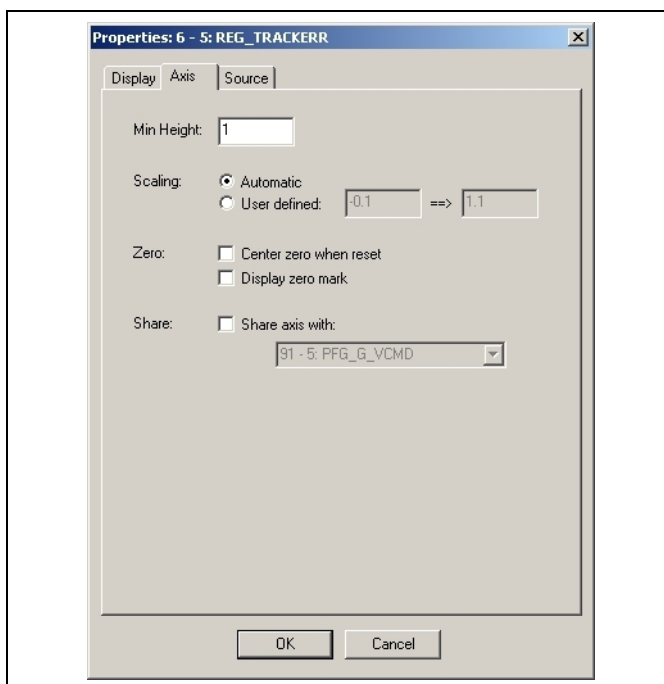 Properties: 6 - 5: REG_TRACKERR
Display Axis Source
Min Height: 1
Scaling: Automatic
User defined: -0.1 ==> 1.1
Zero: Center zero when reset
Display zero mark
Share: Share axis with:
91 - 5: PFG_G_VCMD
OK Cancel